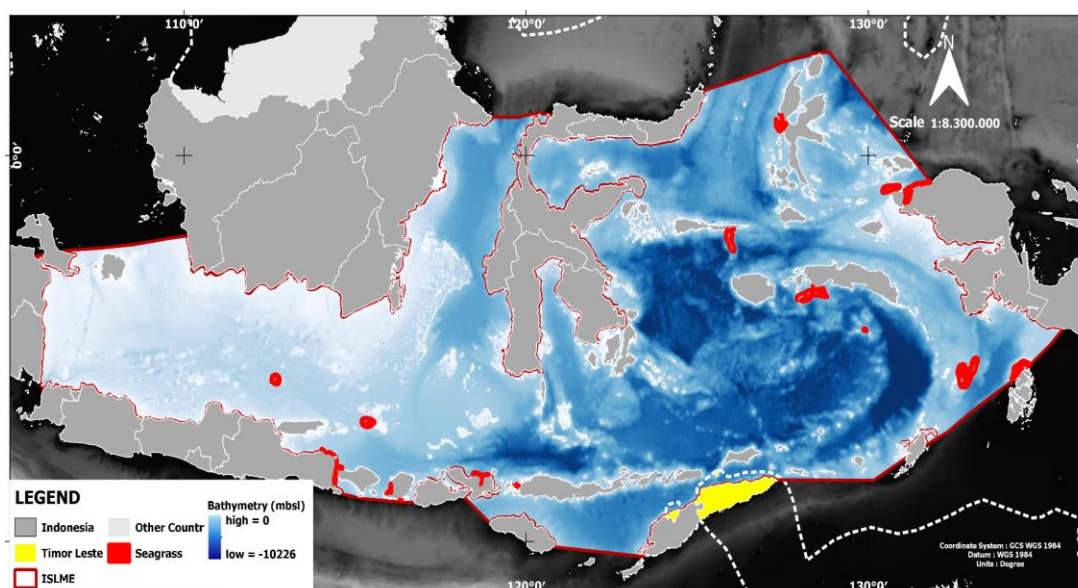 110°0'
120°0'
130°0'
N
Scale 1:8.300.000
0°0'
0°0'
LEGEND
Indonesia
Other Countr
Timor Leste
Seagrass
ISLME
Bathymetry (mbsl)
high = 0
low = -10226
Coordinate System : GCS WGS 1984
Datum : WGS 1984
Units : Degree
120°0'
130°0'